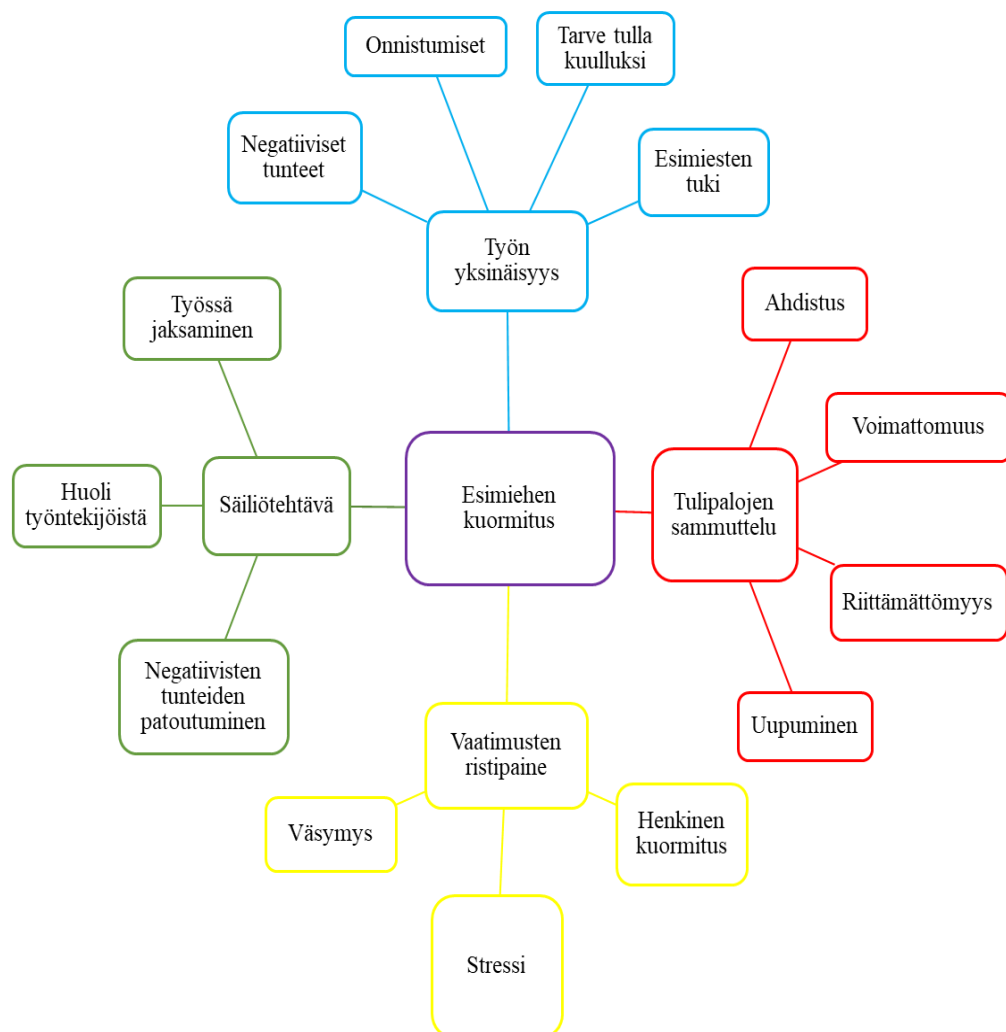 Onnistumiset
Tarve tulla
kuulluksi
Negatiiviset
tunteet
Esimiesten
tuki
Työn
yksinäisyys
Työssä
jaksaminen
Ahdistus
Voimattomuus
Huoli
työntekijöistä
Säiliötehtävä
Esimiehen
kuormitus
Tulipalojen
sammuttelu
Riittämättömyys
Negatiivisten
tunteiden
patoutuminen
Uupuminen
Vaatimusten
ristipaine
Väsymys
Henkinen
kuormitus
Stressi